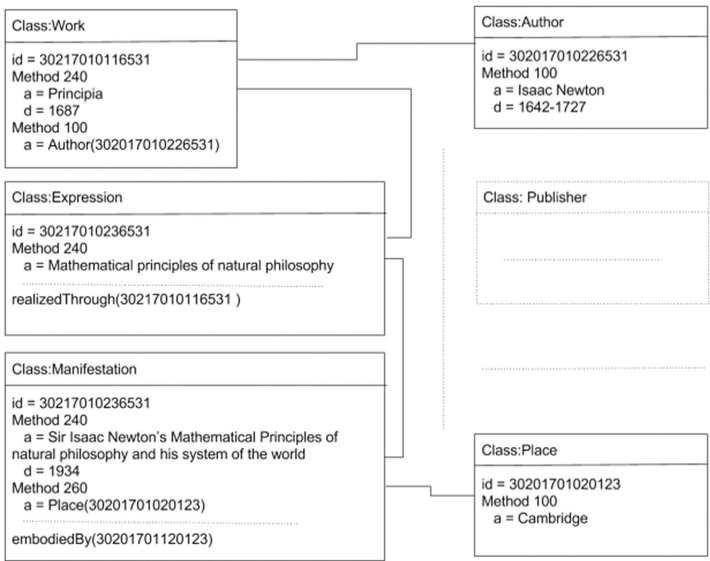 Class:Work
id = 30217010116531
Method 240
a = Principia
d = 1687
Method 100
a = Author(302017010226531)
Class:Author
id = 302017010226531
Method 100
a = Isaac Newton
d = 1642-1727
Class:Expression
id = 30217010236531
Method 240
a = Mathematical principles of natural philosophy
realizedThrough(30217010116531 )
Class: Publisher
Class:Manifestation
id = 30217010236531
Method 240
a = Sir Isaac Newton's Mathematical Principles of
natural philosophy and his system of the world
d = 1934
Method 260
a = Place(30201701020123)
embodiedBy(30201701120123)
Class:Place
id = 30201701020123
Method 100
a = Cambridge